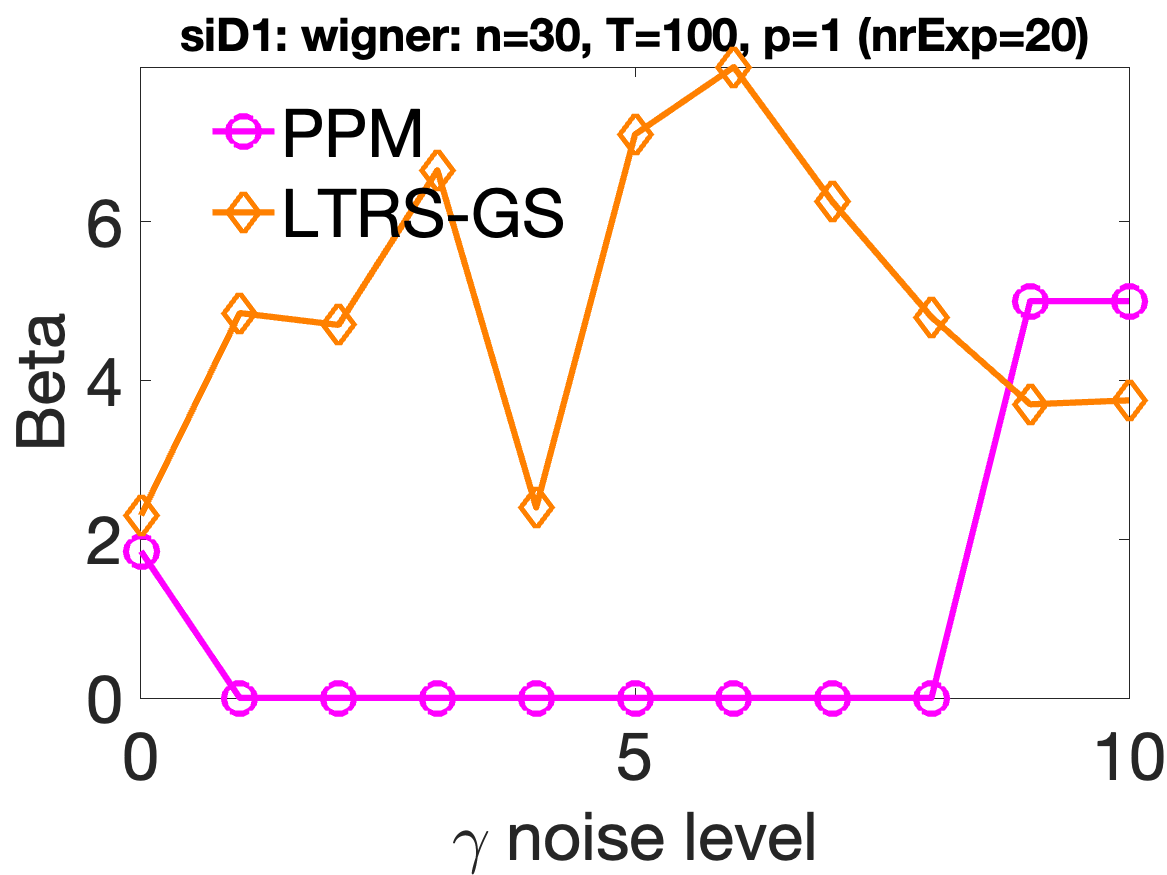 siD1: wigner: n=30, T=100, p=1 (nrExp=20)
PPM
LTRS-GS
Beta
6
4
2
0
0 5 10
γ noise level